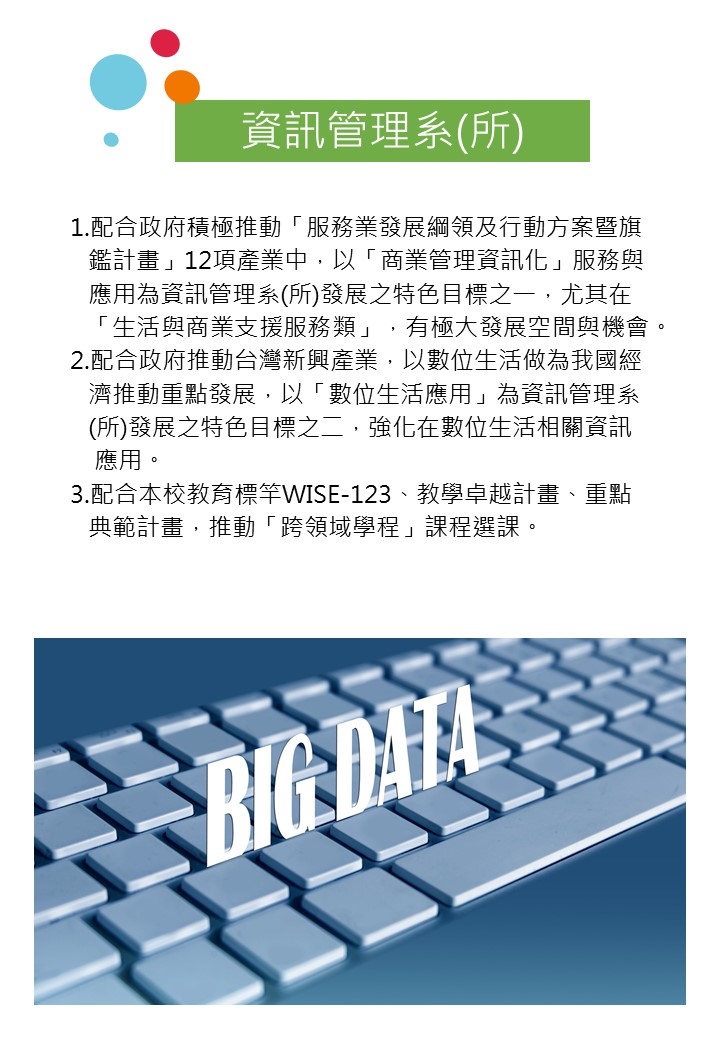 資訊管理系(所)
1.配合政府積極推動「服務業發展綱領及行動方案暨旗
鑑計畫」12項產業中，以「商業管理資訊化」服務與
應用為資訊管理系(所)發展之特色目標之一，尤其在
「生活與商業支援服務類」，有極大發展空間與機會。
2.配合政府推動台灣新興產業，以數位生活做為我國經
濟推動重點發展，以「數位生活應用」為資訊管理系
(所)發展之特色目標之二，強化在數位生活相關資訊
應用。
3.配合本校教育標竿WISE-123、教學卓越計畫、重點
典範計畫，推動「跨領域學程」課程選課。
BIG DATA